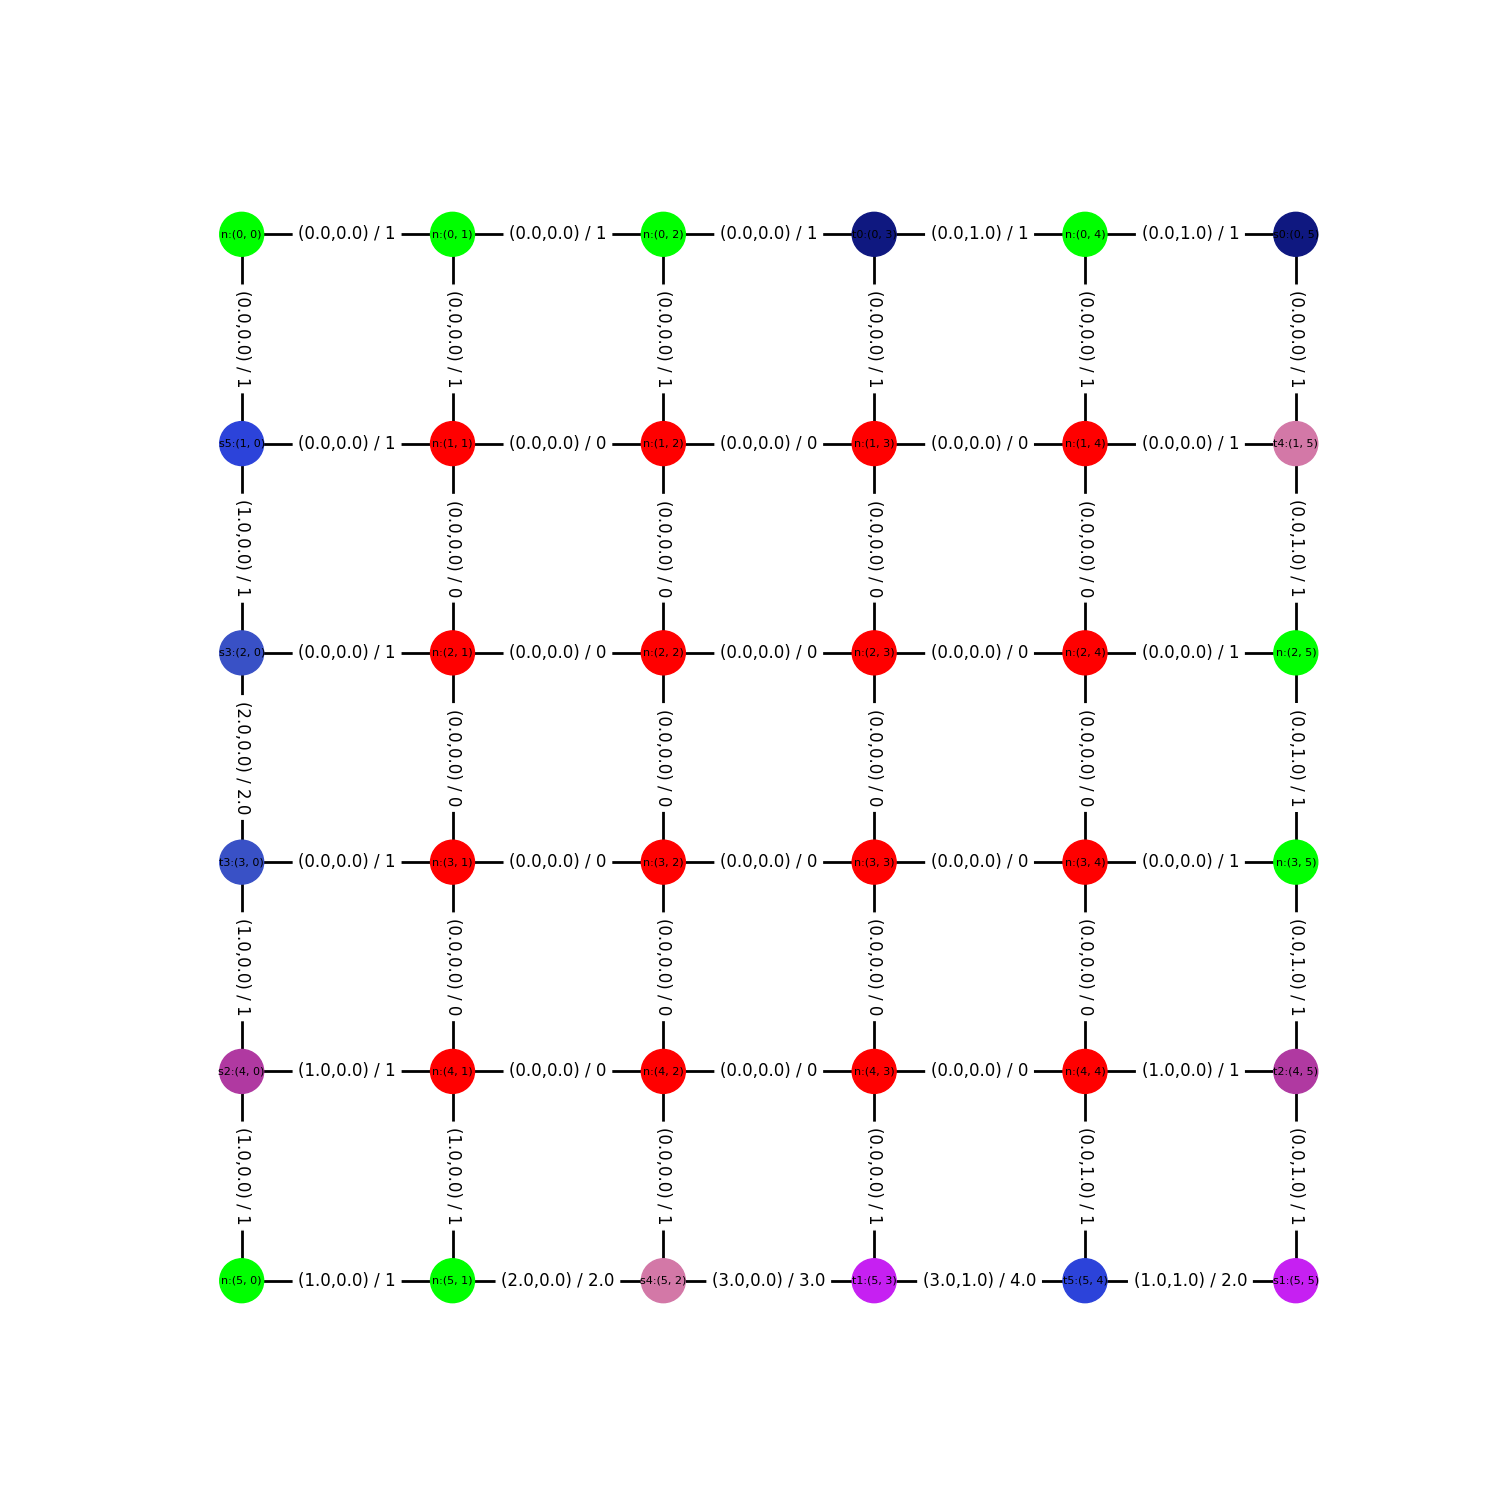 n:(0, 0) (0.0,0.0) / 1 n:(0, 1) (0.0,0.0) / 1 n:(0, 2) (0.0,0.0) / 1 t0:(0, 3) (0.0,1.0) / 1 n:(0, 4) (0.0,1.0) / 1 s0:(0, 5)
(0.0,0.0) / 1 (0.0,0.0) / 1 (0.0,0.0) / 1 (0.0,0.0) / 1 (0.0,0.0) / 1 (0.0,0.0) / 1
s5:(1, 0) (0.0,0.0) / 1 n:(1, 1) (0.0,0.0) / 0 n:(1, 2) (0.0,0.0) / 0 n:(1, 3) (0.0,0.0) / 0 n:(1, 4) (0.0,0.0) / 1 t4:(1, 5)
(1.0,0.0) / 1 (0.0,0.0) / 0 (0.0,0.0) / 0 (0.0,0.0) / 0 (0.0,0.0) / 0 (0.0,1.0) / 1
s3:(2, 0) (0.0,0.0) / 1 n:(2, 1) (0.0,0.0) / 0 n:(2, 2) (0.0,0.0) / 0 n:(2, 3) (0.0,0.0) / 0 n:(2, 4) (0.0,0.0) / 1 n:(2, 5)
(2.0,0.0) / 2.0 (0.0,0.0) / 0 (0.0,0.0) / 0 (0.0,0.0) / 0 (0.0,0.0) / 0 (0.0,1.0) / 1
t3:(3, 0) (0.0,0.0) / 1 n:(3, 1) (0.0,0.0) / 0 n:(3, 2) (0.0,0.0) / 0 n:(3, 3) (0.0,0.0) / 0 n:(3, 4) (0.0,0.0) / 1 n:(3, 5)
(1.0,0.0) / 1 (0.0,0.0) / 0 (0.0,0.0) / 0 (0.0,0.0) / 0 (0.0,0.0) / 0 (0.0,1.0) / 1
s2:(4, 0) (1.0,0.0) / 1 n:(4, 1) (0.0,0.0) / 0 n:(4, 2) (0.0,0.0) / 0 n:(4, 3) (0.0,0.0) / 0 n:(4, 4) (1.0,0.0) / 1 t2:(4, 5)
(1.0,0.0) / 1 (1.0,0.0) / 1 (0.0,0.0) / 1 (0.0,0.0) / 1 (0.0,1.0) / 1 (0.0,1.0) / 1
n:(5, 0) (1.0,0.0) / 1 n:(5, 1) (2.0,0.0) / 2.0 s4:(5, 2) (3.0,0.0) / 3.0 t1:(5, 3) (3.0,1.0) / 4.0 t5:(5, 4) (1.0,1.0) / 2.0 s1:(5, 5)